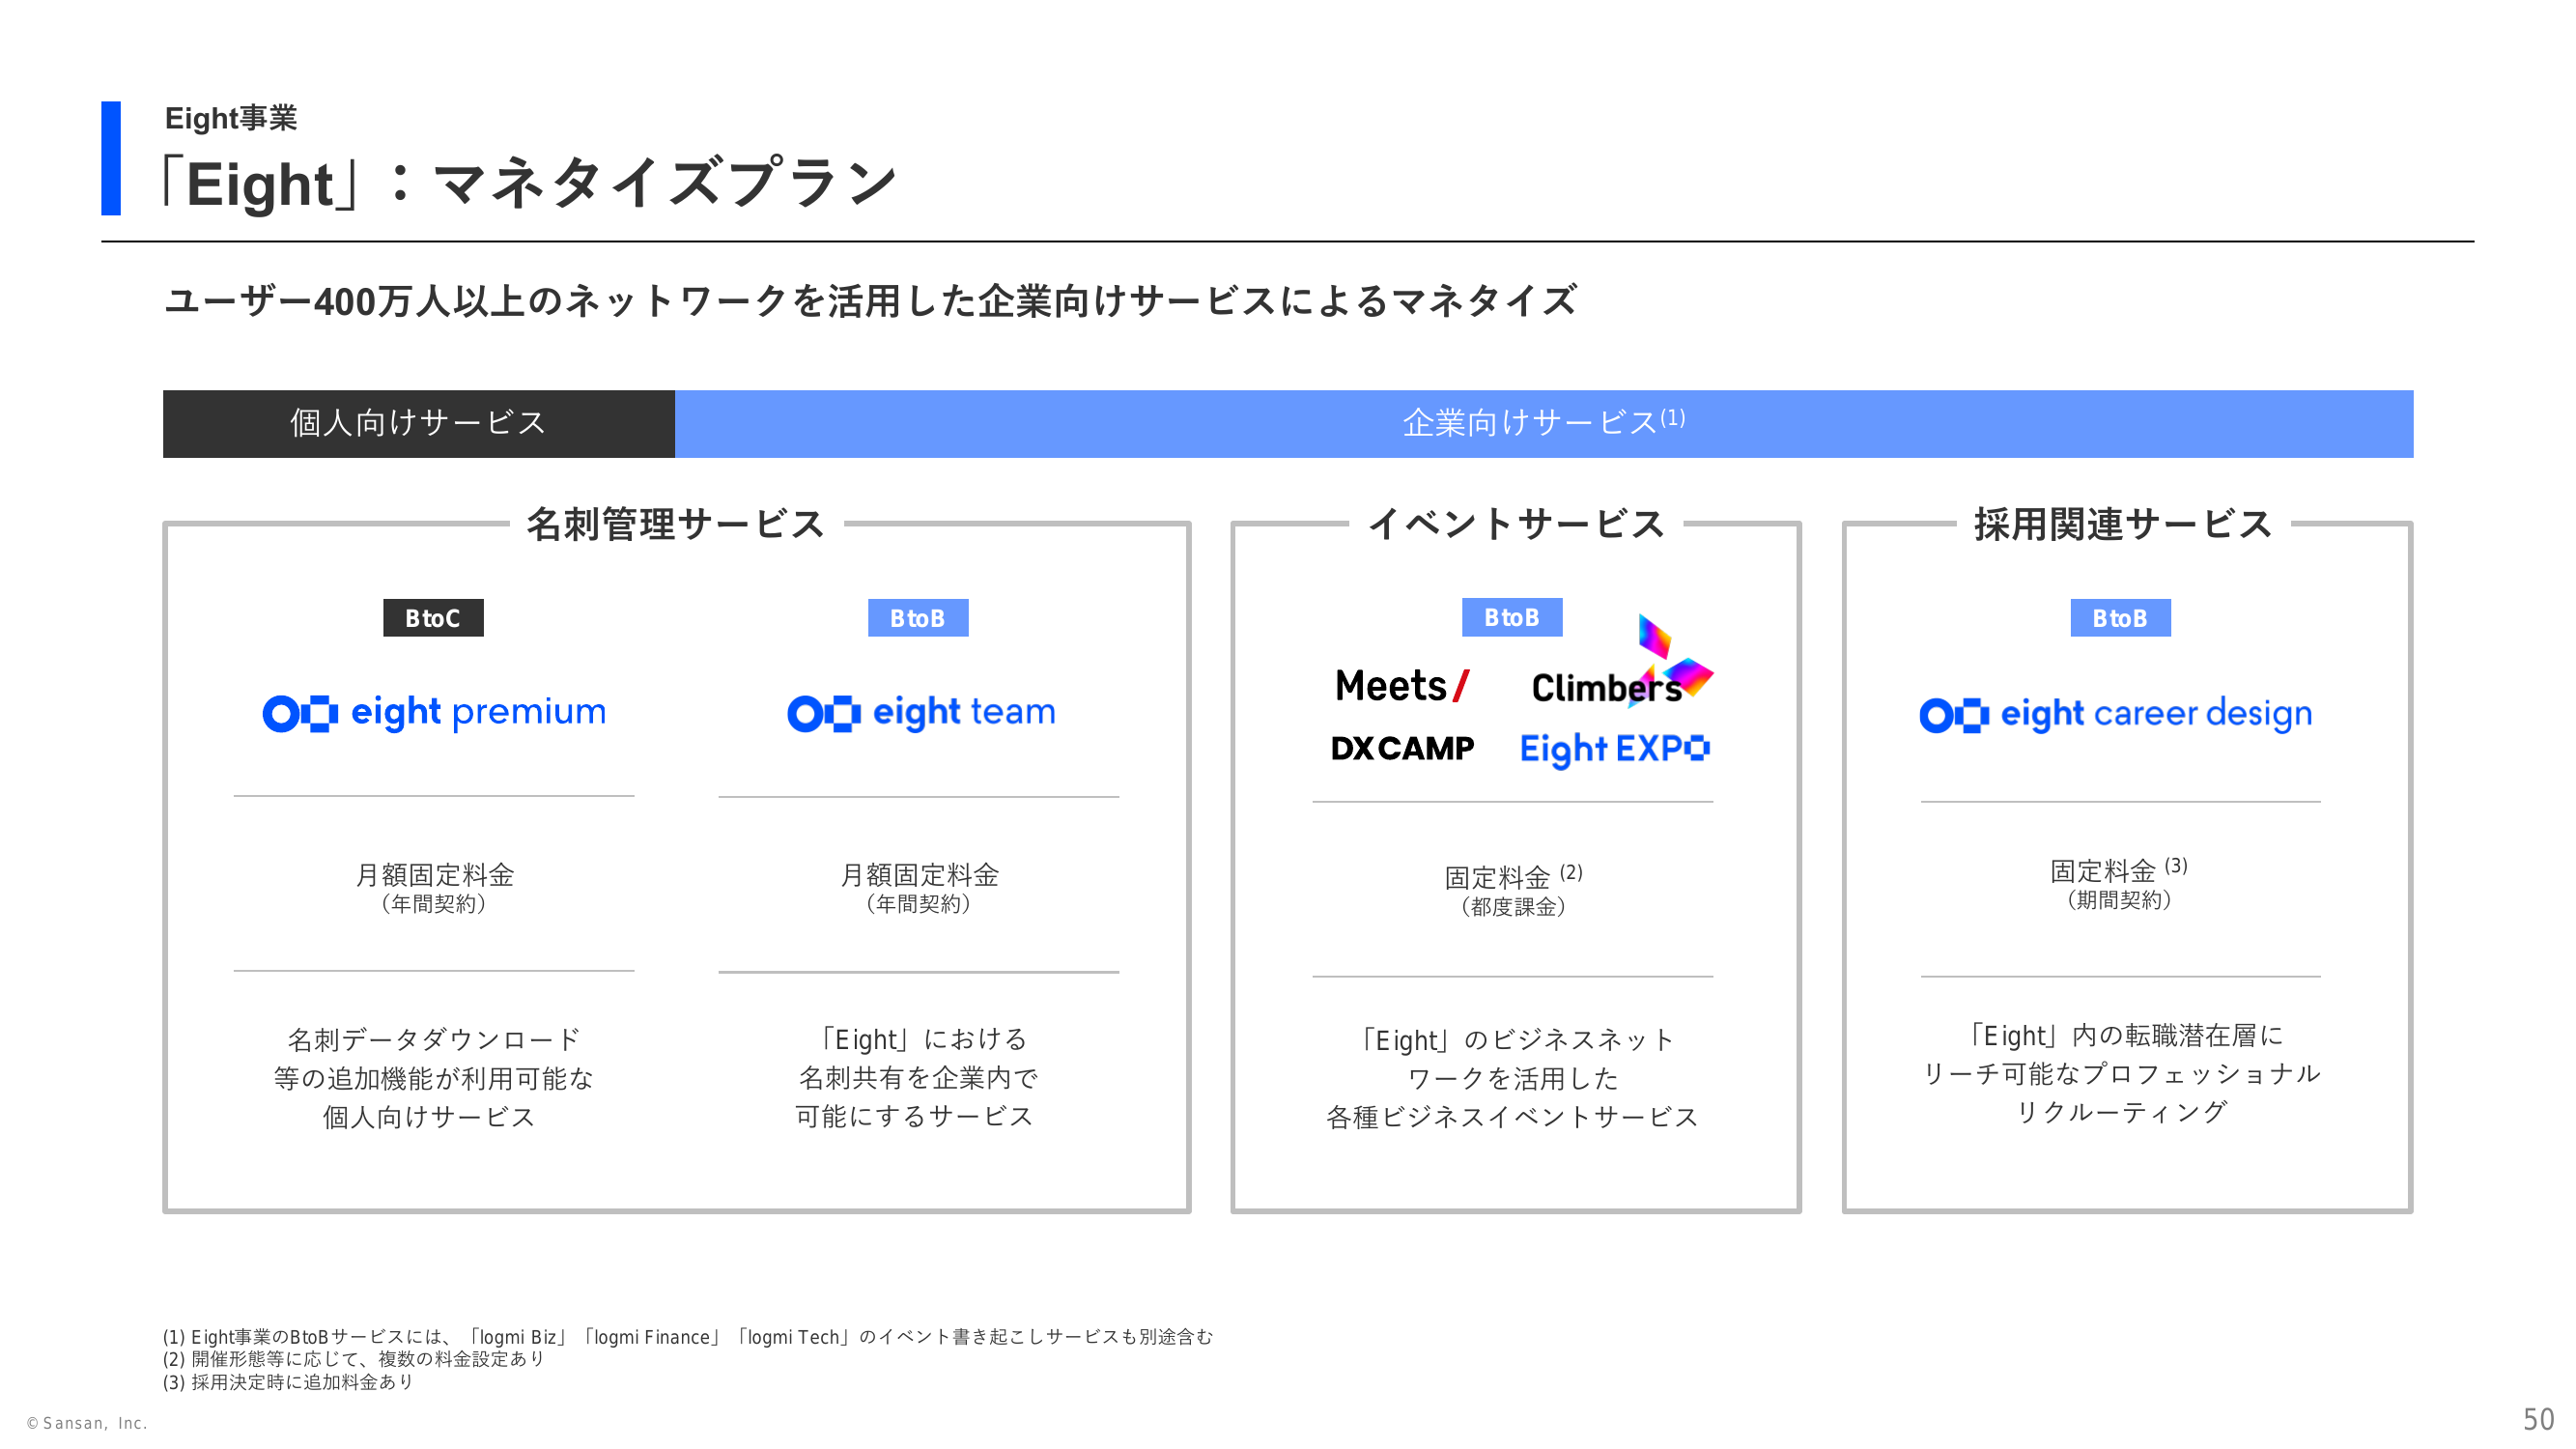 Eight事業
「Eight」：マネタイズプラン
ユーザー400万人以上のネットワークを活用した企業向けサービスによるマネタイズ
個人向けサービス
企業向けサービス(1)
名刺管理サービス
BtoC
eight premium
月額固定料金
（年間契約）
名刺データダウンロード
等の追加機能が利用可能な
個人向けサービス
BtoB
eight team
月額固定料金
（年間契約）
「Eight」における
名刺共有を企業内で
可能にするサービス
イベントサービス
BtoB
Meets/
Climbers
DX CAMP
Eight EXPO
固定料金 (2)
（都度課金）
「Eight」のビジネスネット
ワークを活用した
各種ビジネスイベントサービス
採用関連サービス
BtoB
eight career design
固定料金 (3)
（期間契約）
「Eight」内の転職潜在層に
リーチ可能なプロフェッショナル
リクルーティング
(1) Eight事業のBtoBサービスには、「logmi Biz」「logmi Finance」「logmi Tech」のイベント書き起こしサービスも別途含む
(2) 開催形態等に応じて、複数の料金設定あり
(3) 採用決定時に追加料金あり
© Sansan, Inc.
50